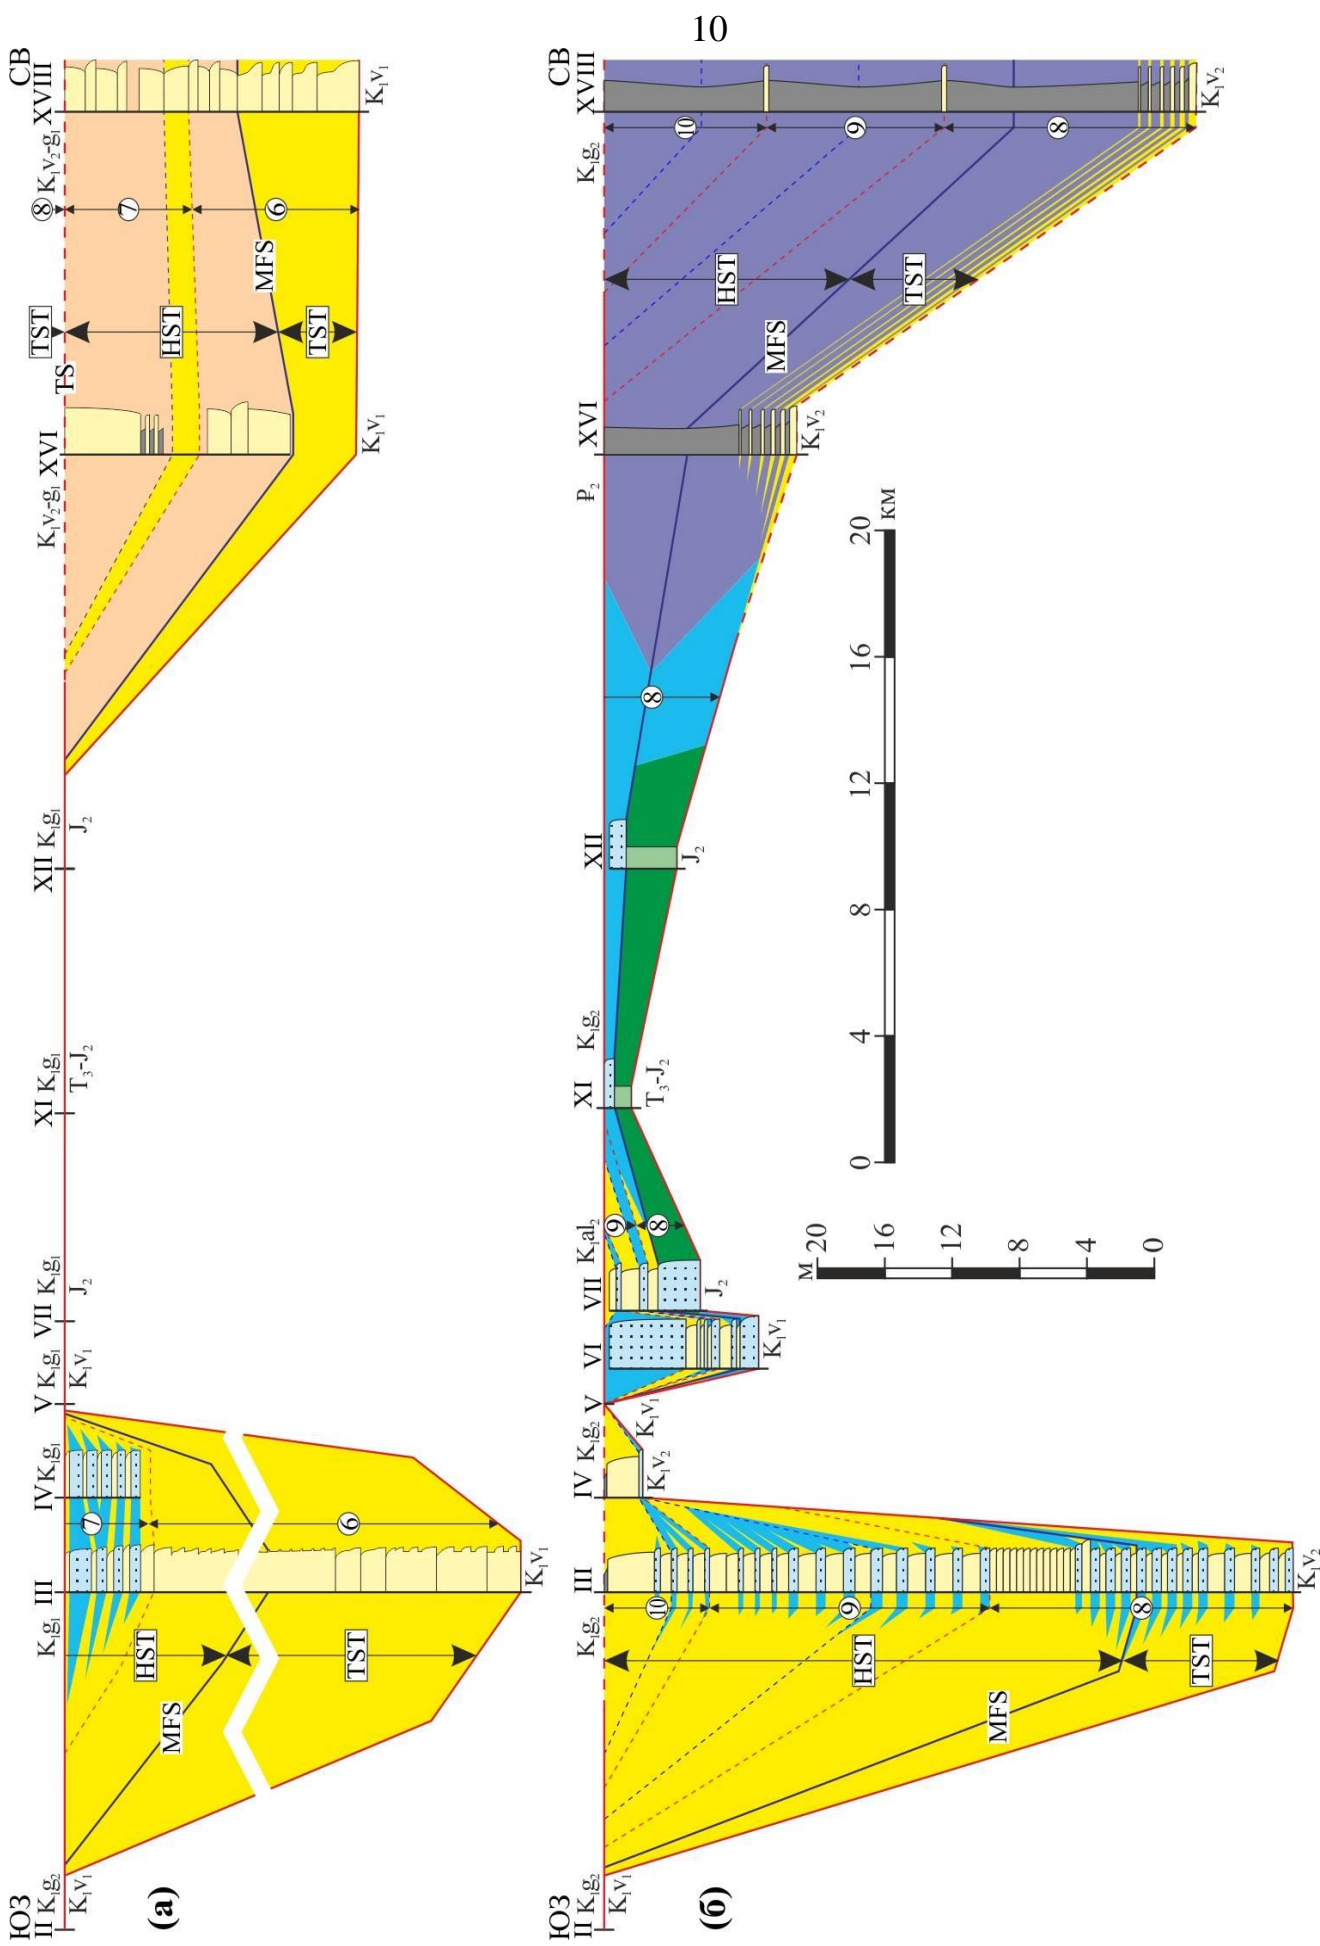 10
ЮЗ СВ
II K₁g₂ K₁g₁ III IV K₁g₁ V K₁g₁ VII K₁g₁ XI K₁g₁ XII K₁g₁ K₁v₂-g₁ XVI TS TST K₁v₂-g₁ ⑧ XVIII
K₁v₁ K₁v₁ J₂ T₃-J₂ J₂
⑦ HST HST ⑦
MFS MFS
TST ⑥ TST ⑥
K₁v₁ K₁v₁ K₁v₁
(а)
ЮЗ СВ
II K₁g₂ K₁g₂ III IV K₁g₂ V VI VII K₁al₂ XI K₁g₂ XII P₂ XVI K₁g₂ XVIII
K₁v₁ K₁v₂ K₁v₁ K₁v₁ J₂ T₃-J₂ J₂ K₁v₂
⑩ ⑨ ⑧ ⑧ ⑩
HST ⑨ HST ⑨
MFS MFS
TST ⑧ TST ⑧
K₁v₂ K₁v₂
(б)
м
20
16
12
8
4
0
0 4 8 12 16 20
км